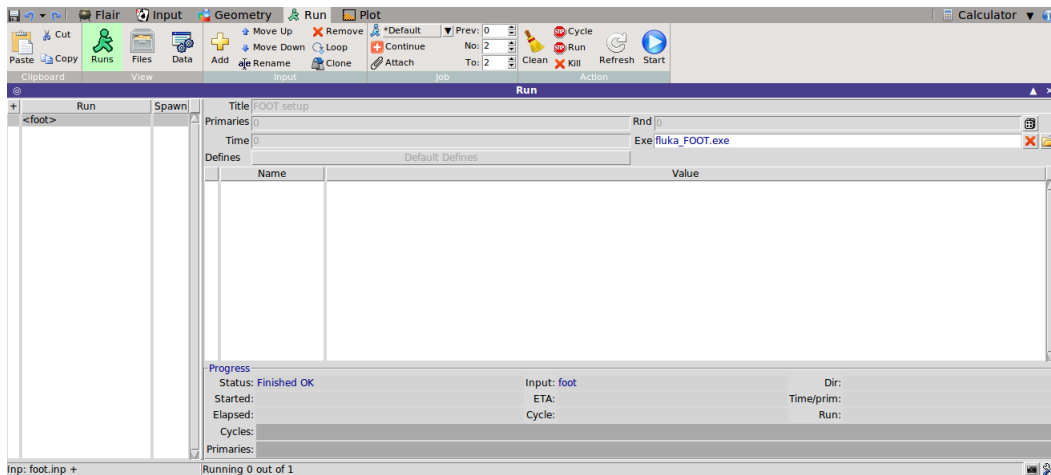 Flair Input Geometry Run Plot Calculator
Cut Move Up Remove *Default Prev: 0 Cycle
Move Down Loop Continue No: 2 Run
Paste Copy Runs Files Data Add Rename Clone Attach To: 2 Clean Kill Refresh Start
Clipboard View Input Job Action
Run
+ Run Spawn Title FOOT setup
<foot> Primaries 0 Rnd 0
Time 0 Exe fluka_FOOT.exe
Defines Default Defines
Name Value
Progress
Status: Finished OK Input: foot Dir:
Started: ETA: Time/prim:
Elapsed: Cycle: Run:
Cycles:
Primaries:
Inp: foot.inp + Running 0 out of 1